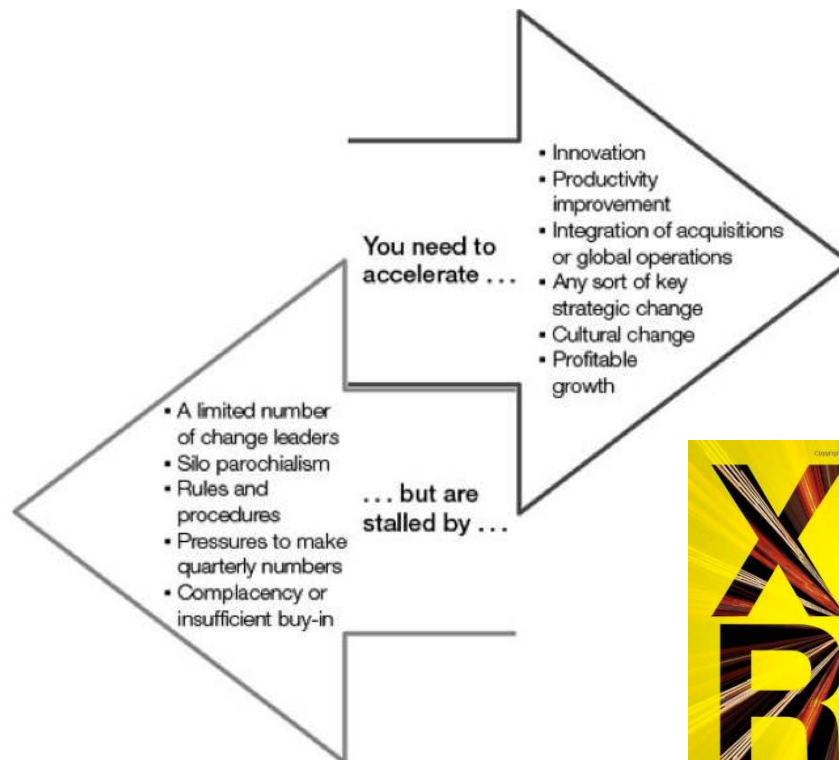 ▪ Innovation
▪ Productivity
improvement
▪ Integration of acquisitions
or global operations
▪ Any sort of key
strategic change
▪ Cultural change
▪ Profitable
growth
You need to
accelerate . . .
▪ A limited number
of change leaders
▪ Silo parochialism
▪ Rules and
procedures
▪ Pressures to make
quarterly numbers
▪ Complacency or
insufficient buy-in
. . . but are
stalled by . . .
X
R